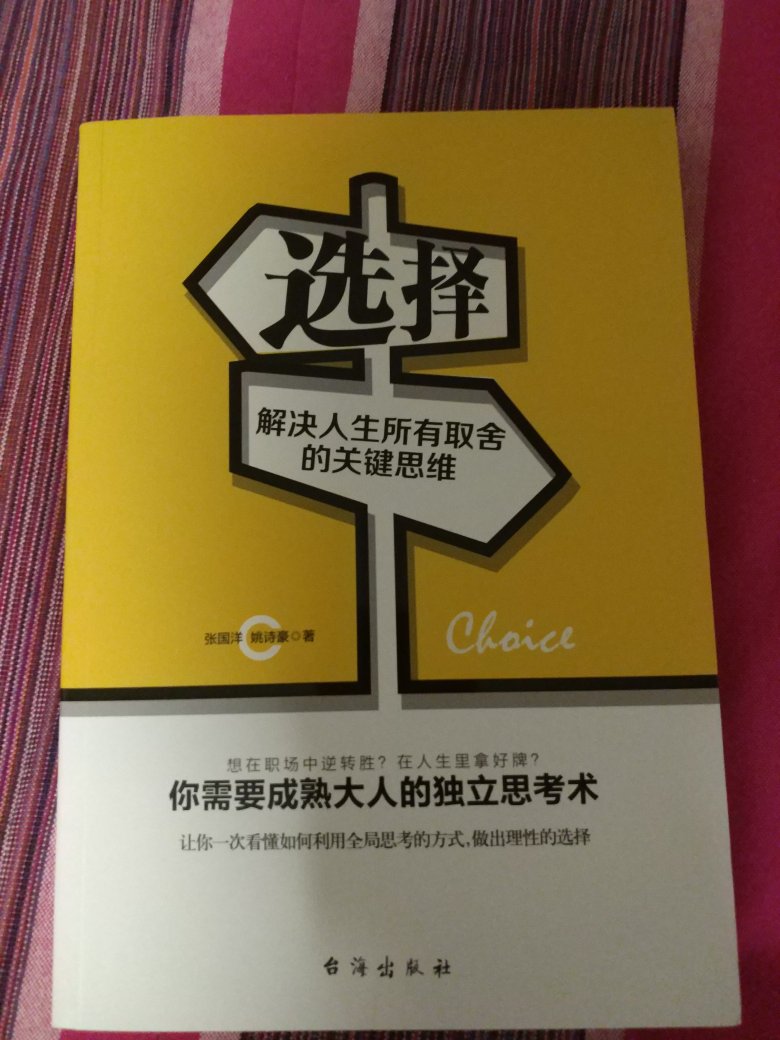 选择
解决人生所有取舍
的关键思维
张国洋 姚诗豪◎著
Choice
想在职场中逆转胜？在人生里拿好牌？
你需要成熟大人的独立思考术
让你一次看懂如何利用全局思考的方式,做出理性的选择
台海出版社